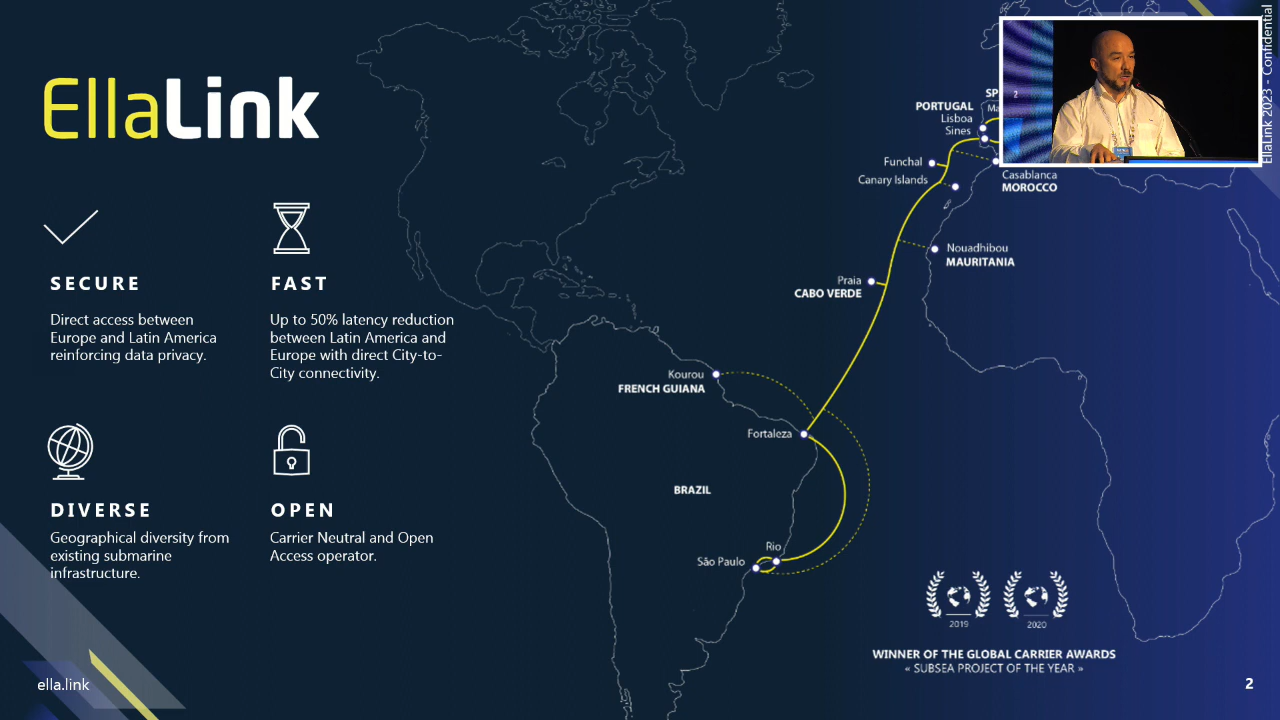 EllaLink
SECURE
Direct access between
Europe and Latin America
reinforcing data privacy.
FAST
Up to 50% latency reduction
between Latin America and
Europe with direct City-to-
City connectivity.
DIVERSE
Geographical diversity from
existing submarine
infrastructure.
OPEN
Carrier Neutral and Open
Access operator.
ella.link
PORTUGAL
Lisboa
Sines
Funchal
Canary Islands
Casablanca
MOROCCO
Nouadhibou
MAURITANIA
Praia
CABO VERDE
Kourou
FRENCH GUIANA
Fortaleza
BRAZIL
Rio
São Paulo
2019
2020
WINNER OF THE GLOBAL CARRIER AWARDS
« SUBSEA PROJECT OF THE YEAR »
2
2
EllaLink 2023 - Confidential